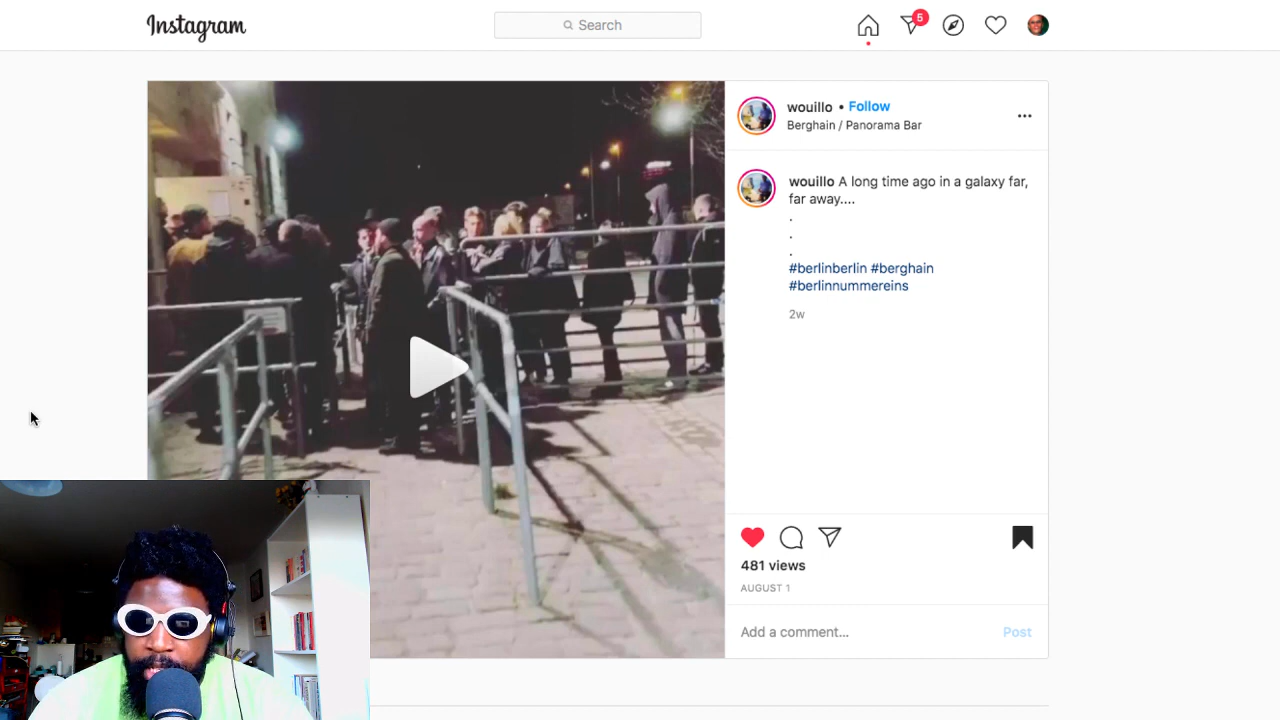 Instagram
Search
5
wouillo • Follow
Berghain / Panorama Bar
wouillo A long time ago in a galaxy far,
far away....
.
.
.
#berlinberlin #berghain
#berlinnummereins
2w
481 views
AUGUST 1
Add a comment... Post